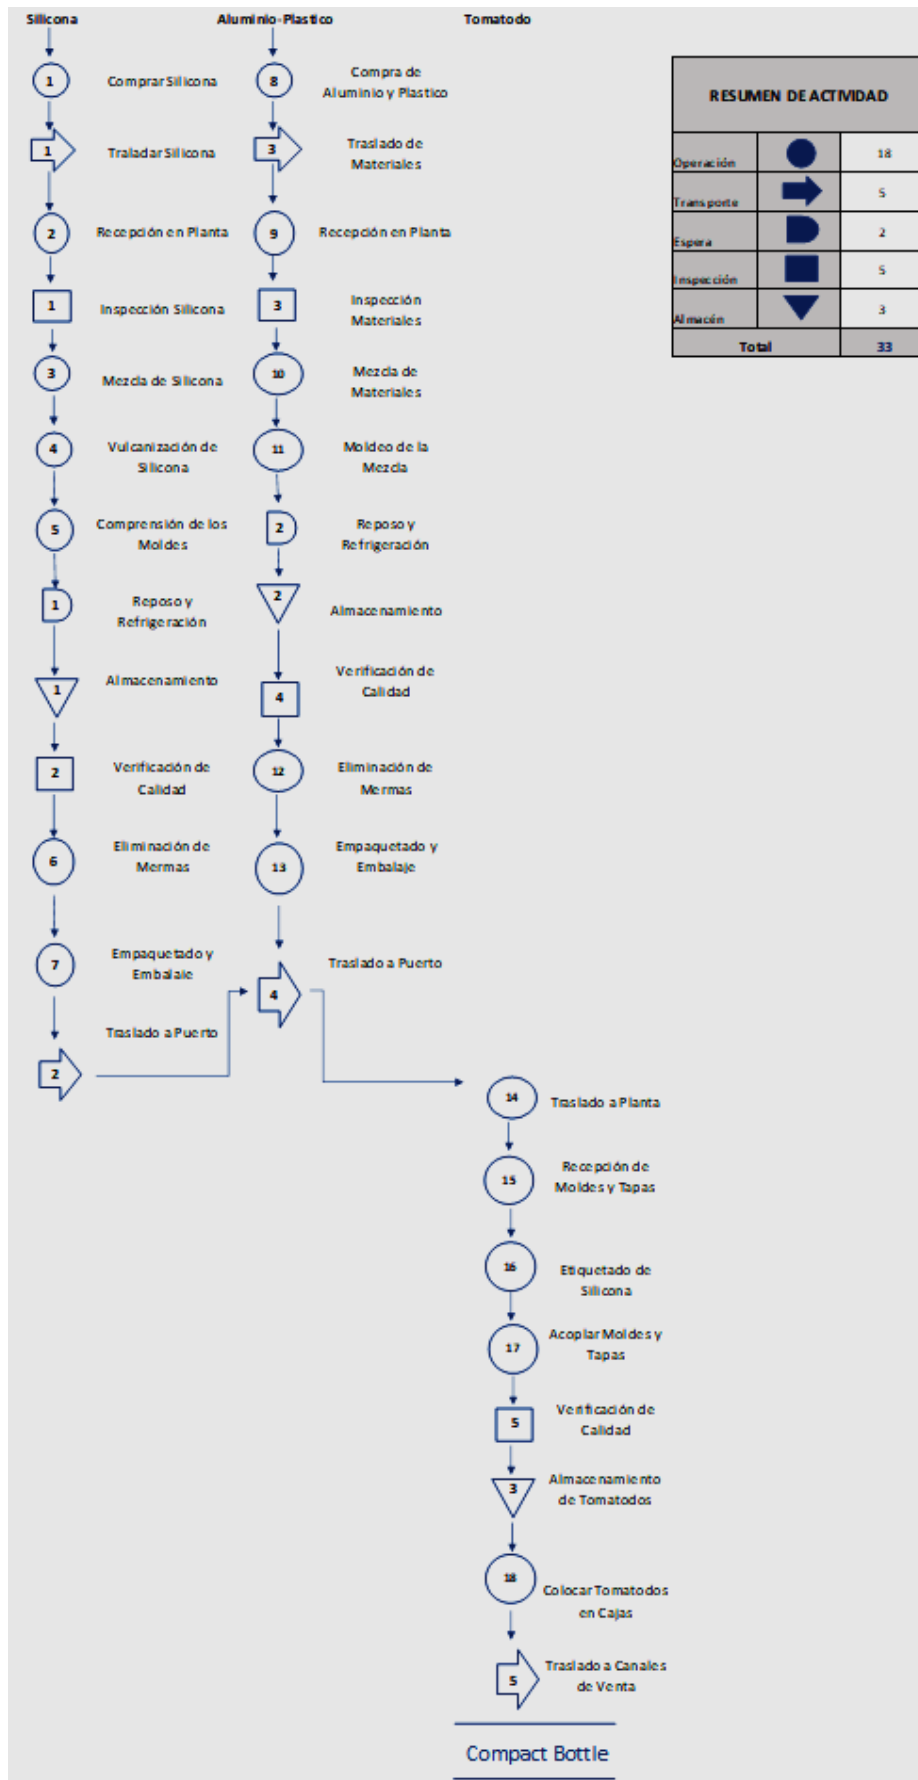 Silicona
Aluminio-Plastico
Tomatodo
1
Comprar Silicona
1
Traladar Silicona
2
Recepción en Planta
1
Inspección Silicona
3
Mezcla de Silicona
4
Vulcanización de
Silicona
5
Comprensión de los
Moldes
1
Reposo y
Refrigeración
1
Almacenamiento
2
Verificación de
Calidad
6
Eliminación de
Mermas
7
Empaquetado y
Embalaje
2
Traslado a Puerto
8
Compra de
Aluminio y Plastico
3
Traslado de
Materiales
9
Recepción en Planta
3
Inspección
Materiales
10
Mezcla de
Materiales
11
Moldeo de la
Mezcla
2
Reposo y
Refrigeración
2
Almacenamiento
4
Verificación de
Calidad
12
Eliminación de
Mermas
13
Empaquetado y
Embalaje
4
Traslado a Puerto
14
Traslado a Planta
15
Recepción de
Moldes y Tapas
16
Etiquetado de
Silicona
17
Acoplar Moldes y
Tapas
5
Verificación de
Calidad
3
Almacenamiento
de Tomatodos
18
Colocar Tomatodos
en Cajas
5
Traslado a Canales
de Venta
Compact Bottle
RESUMEN DE ACTIVIDAD
Operación 18
Transporte 5
Espera 2
Inspección 5
Almacén 3
Total 33